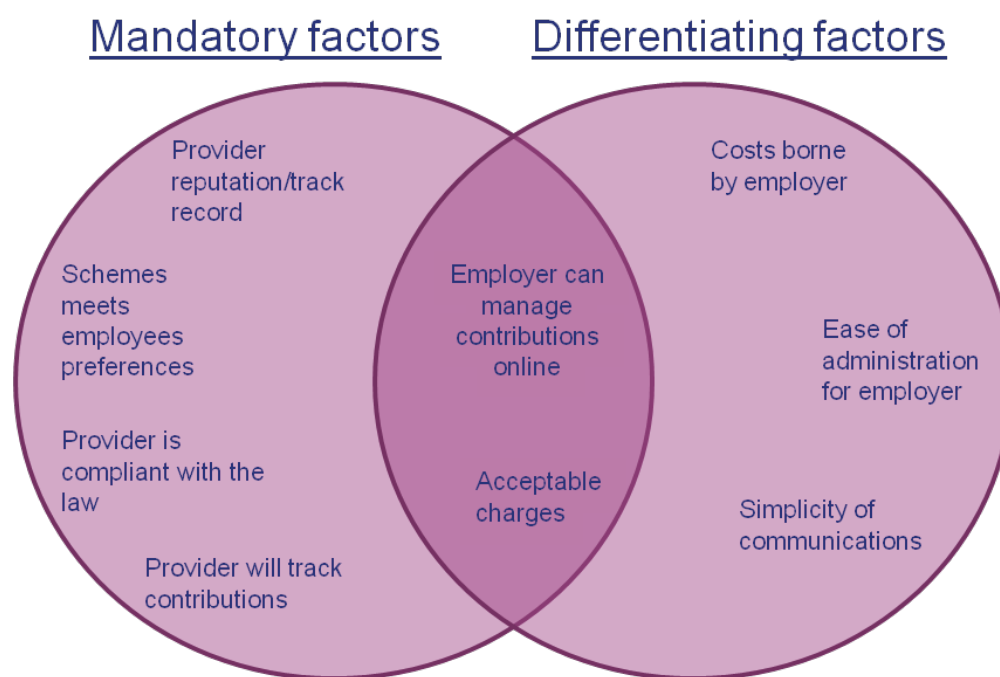 Mandatory factors
Differentiating factors
Provider
reputation/track
record
Schemes
meets
employees
preferences
Provider is
compliant with the
law
Provider will track
contributions
Employer can
manage
contributions
online
Acceptable
charges
Costs borne
by employer
Ease of
administration
for employer
Simplicity of
communications